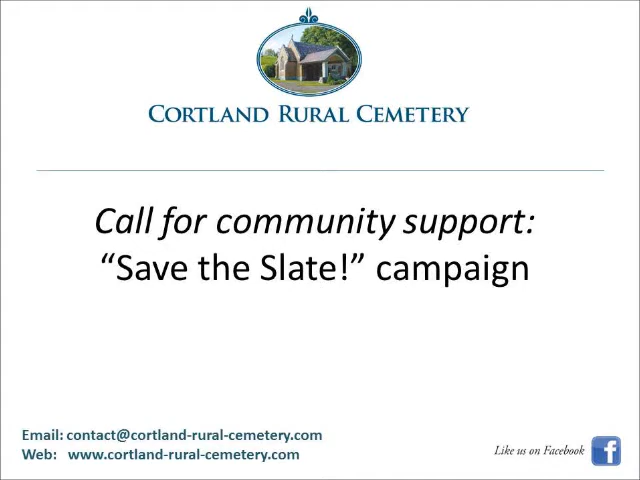 CORTLAND RURAL CEMETERY
Call for community support:
“Save the Slate!” campaign
Email: contact@cortland-rural-cemetery.com
Web: www.cortland-rural-cemetery.com
Like us on Facebook
f